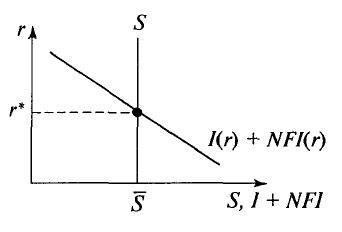 r
S
r*
I(r) + NFI(r)
S̅
S, I + NFI